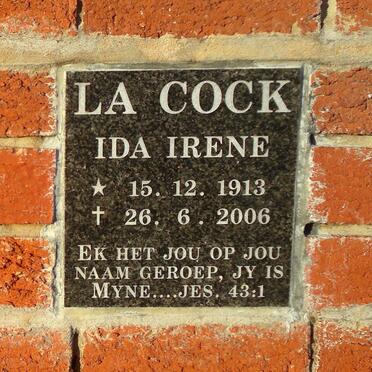 LA COCK
IDA IRENE
★ 15. 12. 1913
✝ 26. 6. 2006
EK HET JOU OP JOU
NAAM GEROEP, JY IS
MYNE....JES. 43:1